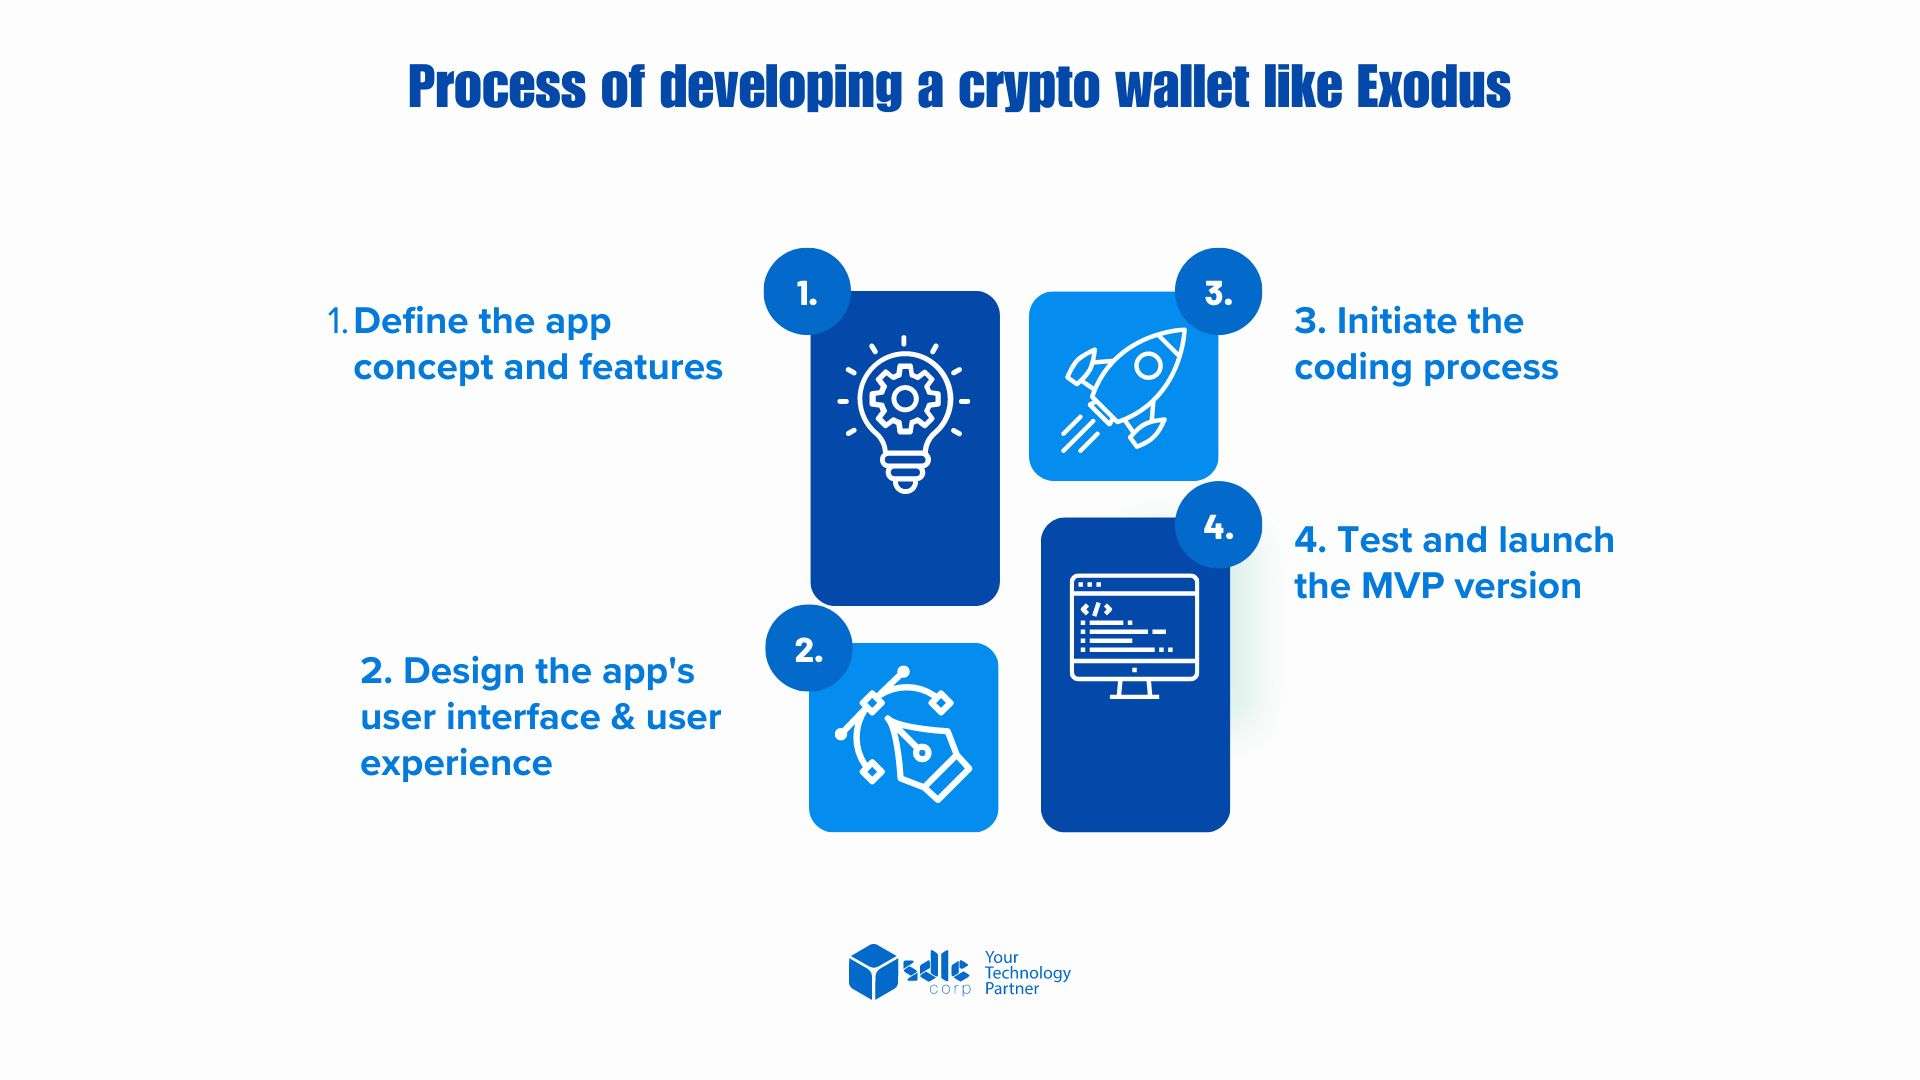 Process of developing a crypto wallet like Exodus
1.
1. Define the app
concept and features
2.
2. Design the app's
user interface & user
experience
3.
3. Initiate the
coding process
4.
4. Test and launch
the MVP version
</>
sdlc
corp
Your
Technology
Partner